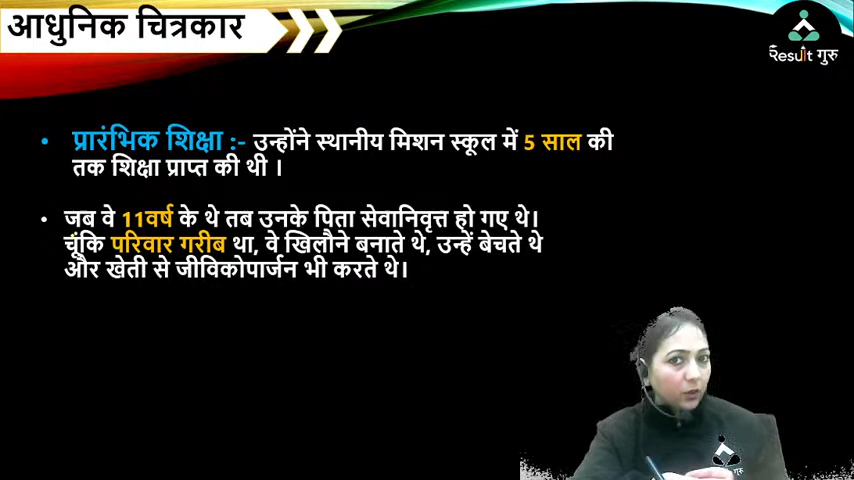 आधुनिक चित्रकार
Result गुरु
• प्रारंभिक शिक्षा :- उन्होंने स्थानीय मिशन स्कूल में 5 साल की
तक शिक्षा प्राप्त की थी ।
• जब वे 11वर्ष के थे तब उनके पिता सेवानिवृत्त हो गए थे।
चूंकि परिवार गरीब था, वे खिलौने बनाते थे, उन्हें बेचते थे
और खेती से जीविकोपार्जन भी करते थे।